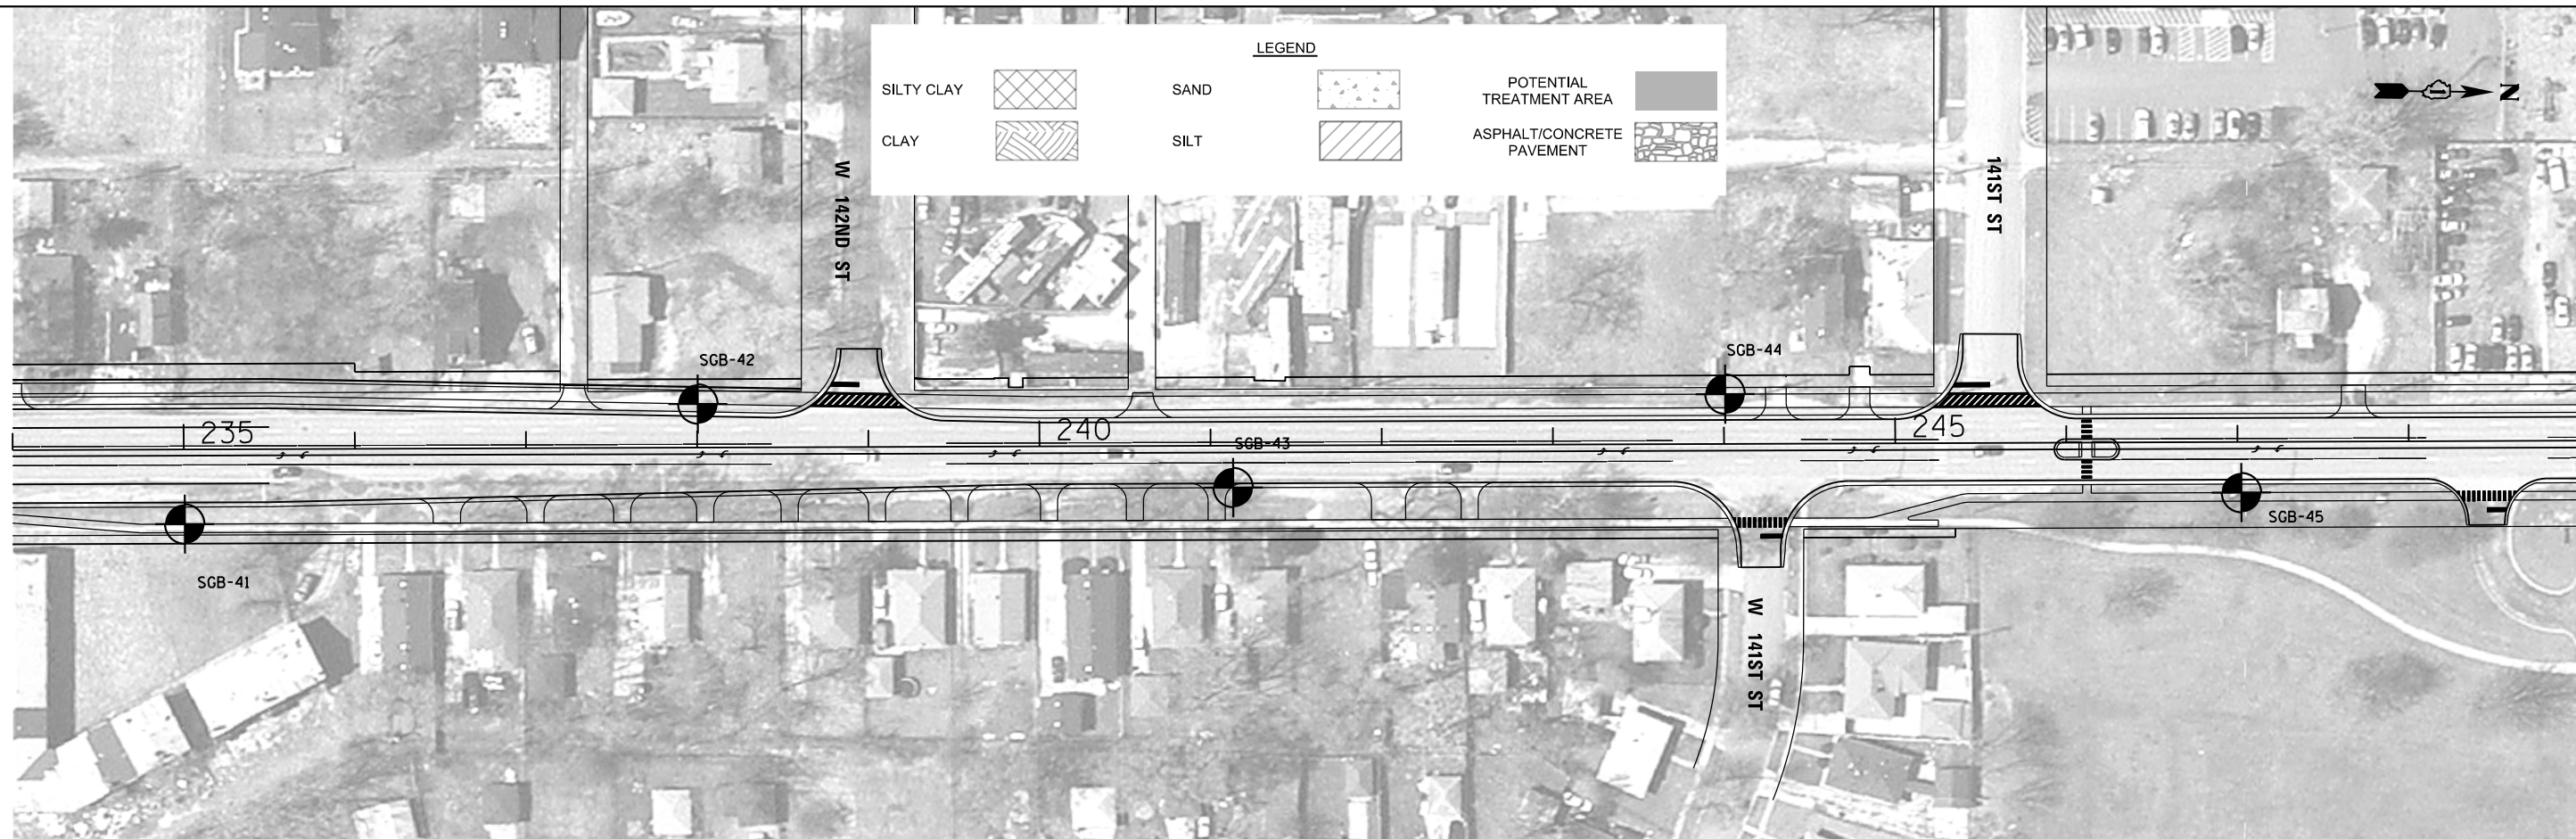 LEGEND
SILTY CLAY
SAND
POTENTIAL
TREATMENT AREA
CLAY
SILT
ASPHALT/CONCRETE
PAVEMENT
N
W 142ND ST
141ST ST
SGB-42
SGB-44
235
240
245
SGB-43
SGB-41
SGB-45
W 141ST ST